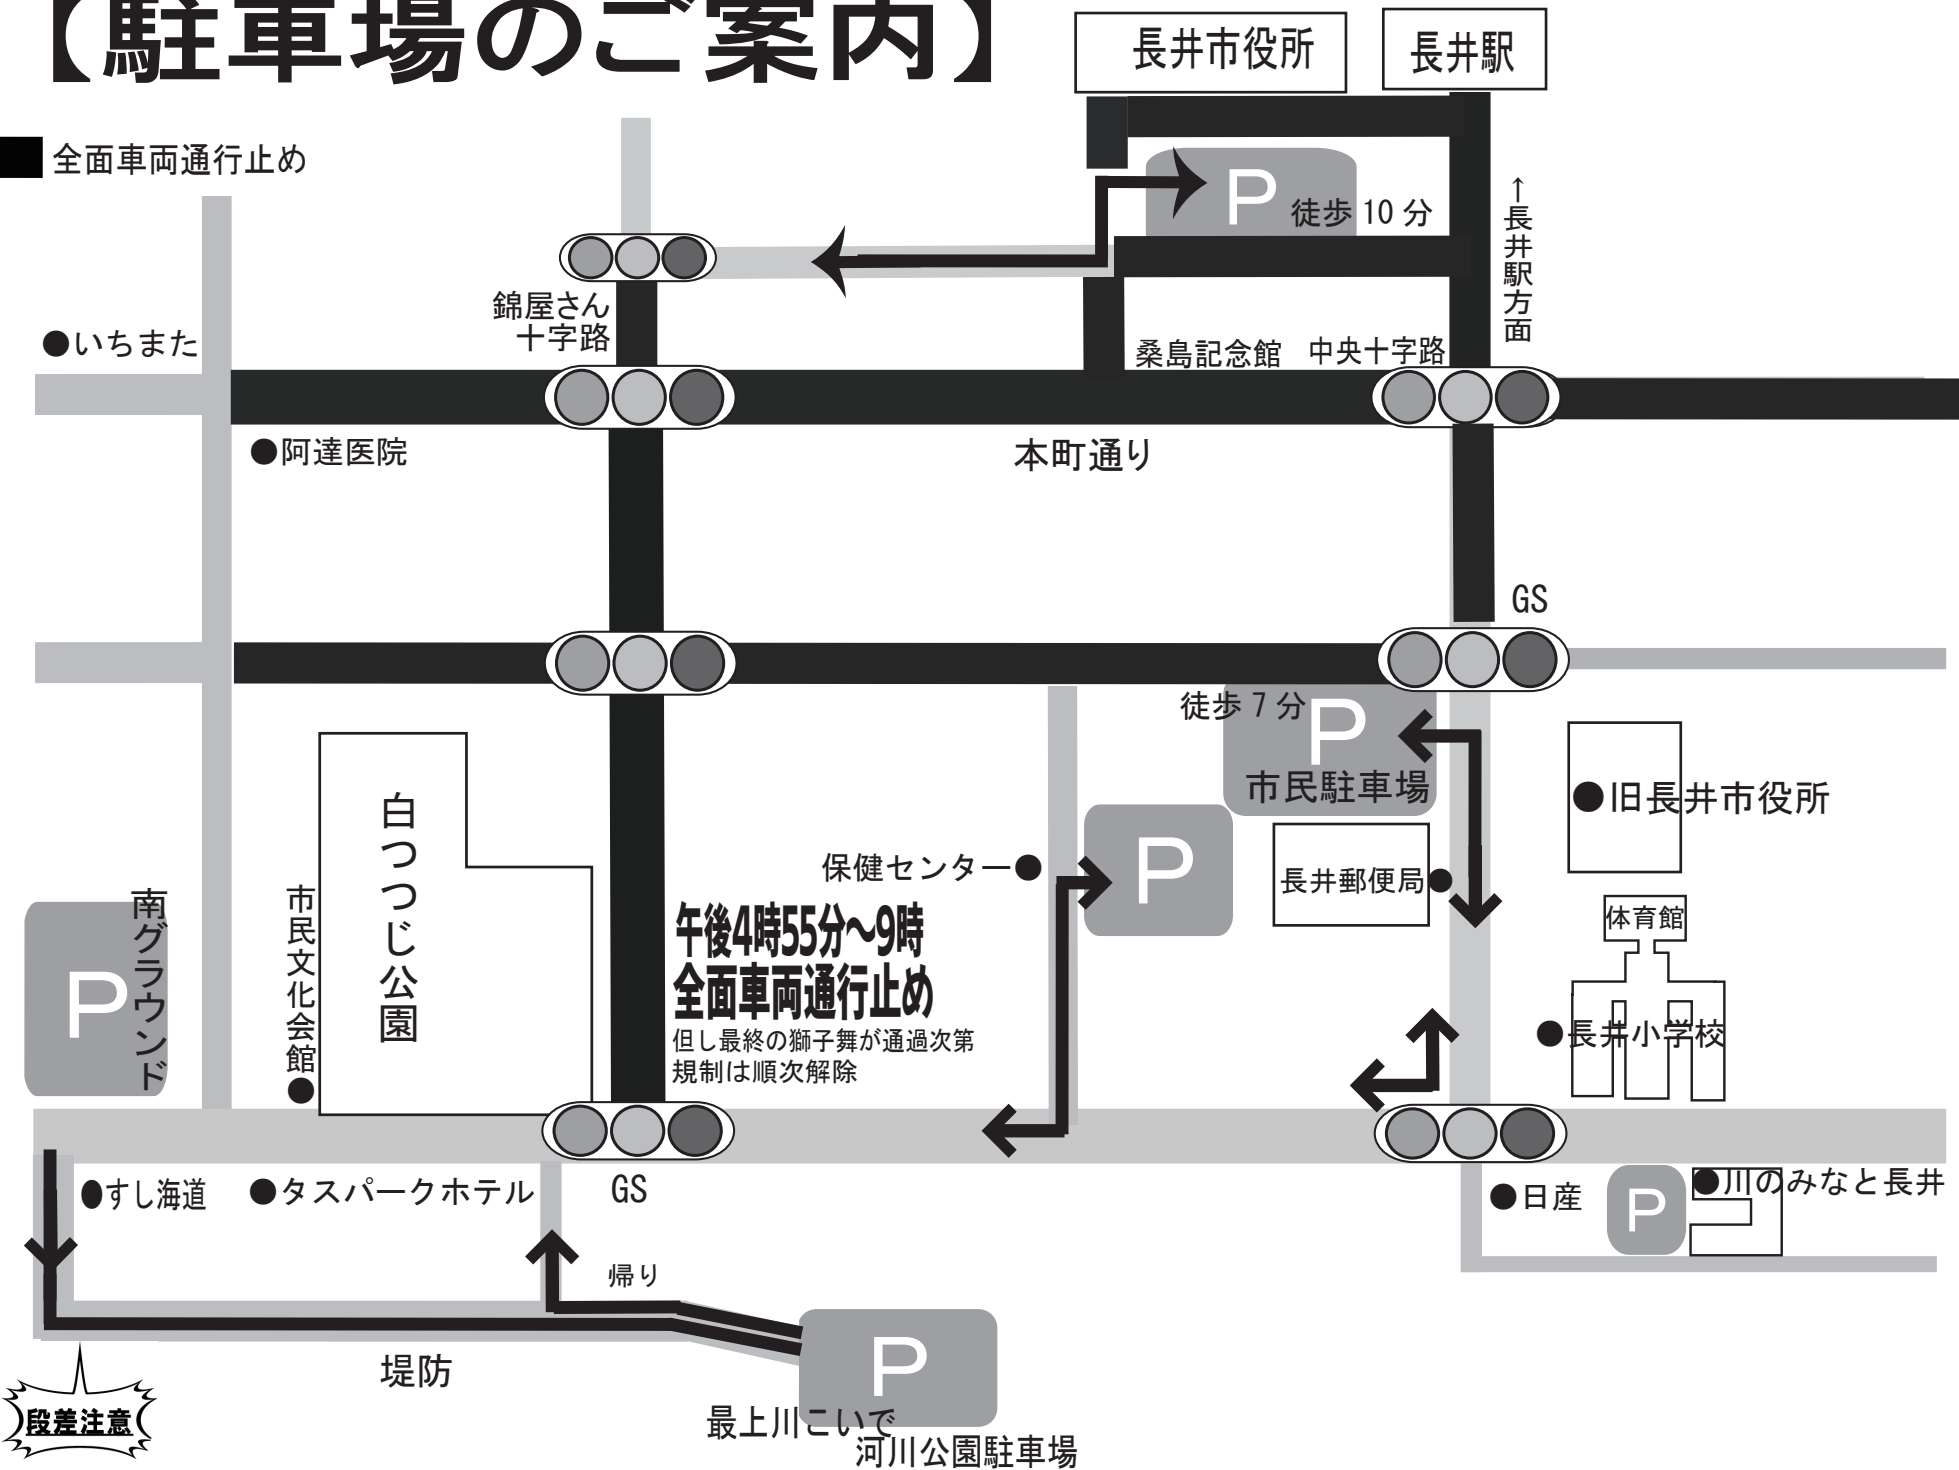 【駐車場のご案内】
長井市役所
長井駅
全面車両通行止め
P
徒歩 10 分
↑長井駅方面
錦屋さん
十字路
●いちまた
桑島記念館
中央十字路
●阿達医院
本町通り
GS
徒歩 7 分
P
市民駐車場
●旧長井市役所
白つつじ公園
保健センター●
P
長井郵便局●
市民文化会館●
南グラウンド
P
午後4時55分〜9時
全面車両通行止め
但し最終の獅子舞が通過次第
規制は順次解除
体育館
●長井小学校
●すし海道
●タスパークホテル
GS
●日産
P
●川のみなと長井
帰り
堤防
P
最上川こいで
河川公園駐車場
段差注意